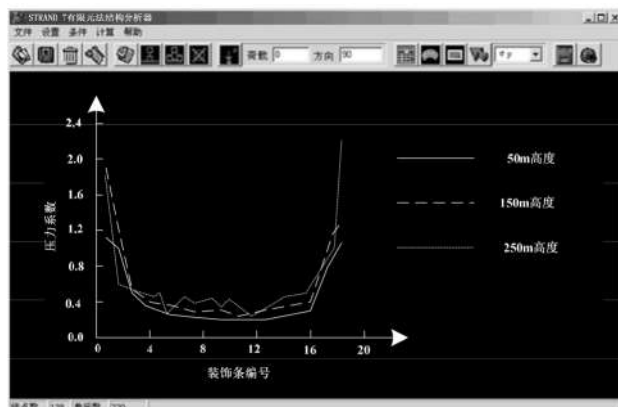 STRAND 7有限元法结构分析器
文件 设置 条件 计算 帮助
荷载 0 方向 90
压力系数
2.4
2.0
1.6
1.2
0.8
0.4
0.0
0 4 8 12 16 20
装饰条编号
50m高度
150m高度
250m高度